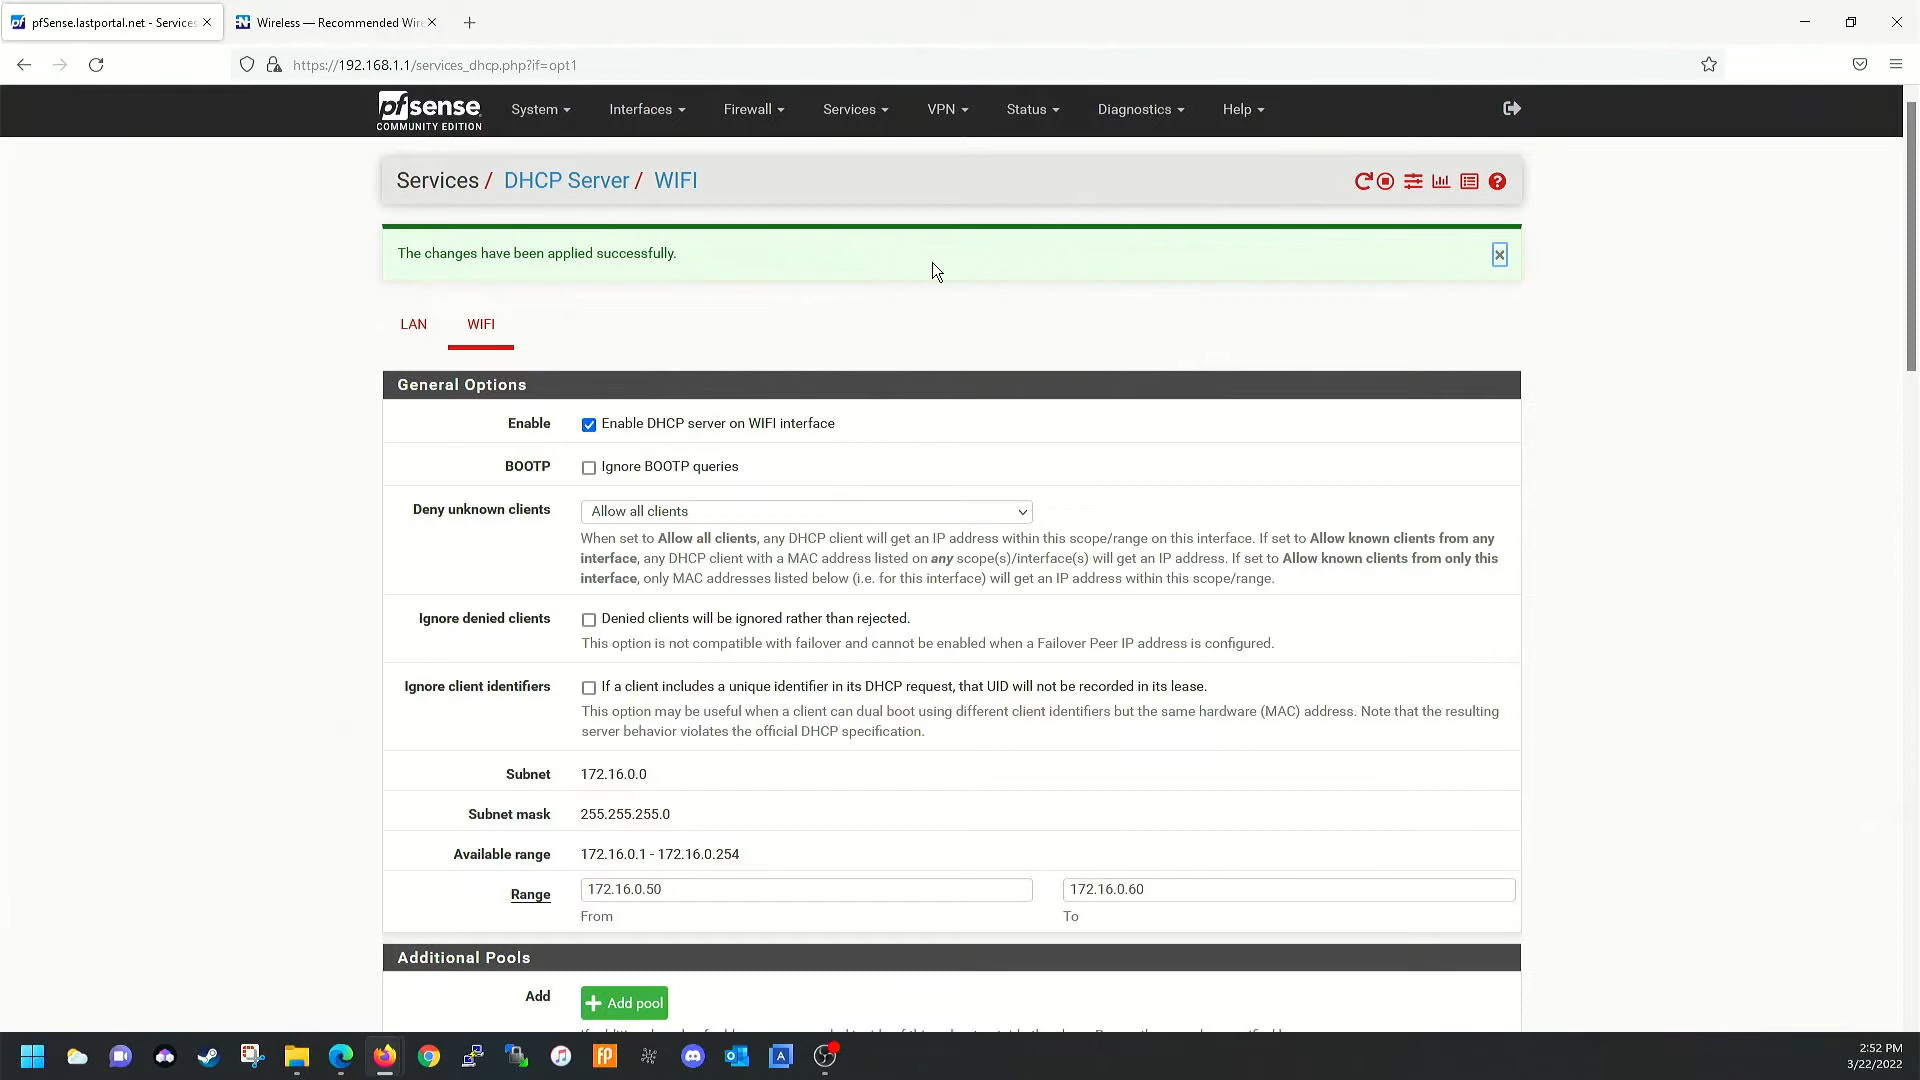 pfSense.lastportal.net - Services
Wireless — Recommended Wire
https://192.168.1.1/services_dhcp.php?if=opt1
pfsense
COMMUNITY EDITION
System
Interfaces
Firewall
Services
VPN
Status
Diagnostics
Help
Services / DHCP Server / WIFI
The changes have been applied successfully.
LAN
WIFI
General Options
Enable
Enable DHCP server on WIFI interface
BOOTP
Ignore BOOTP queries
Deny unknown clients
Allow all clients
When set to Allow all clients, any DHCP client will get an IP address within this scope/range on this interface. If set to Allow known clients from any
interface, any DHCP client with a MAC address listed on any scope(s)/interface(s) will get an IP address. If set to Allow known clients from only this
interface, only MAC addresses listed below (i.e. for this interface) will get an IP address within this scope/range.
Ignore denied clients
Denied clients will be ignored rather than rejected.
This option is not compatible with failover and cannot be enabled when a Failover Peer IP address is configured.
Ignore client identifiers
If a client includes a unique identifier in its DHCP request, that UID will not be recorded in its lease.
This option may be useful when a client can dual boot using different client identifiers but the same hardware (MAC) address. Note that the resulting
server behavior violates the official DHCP specification.
Subnet
172.16.0.0
Subnet mask
255.255.255.0
Available range
172.16.0.1 - 172.16.0.254
Range
172.16.0.50
172.16.0.60
From
To
Additional Pools
Add
Add pool
2:52 PM
3/22/2022